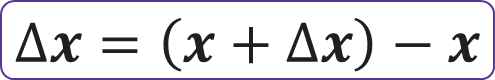 Δx = (x + Δx) − x